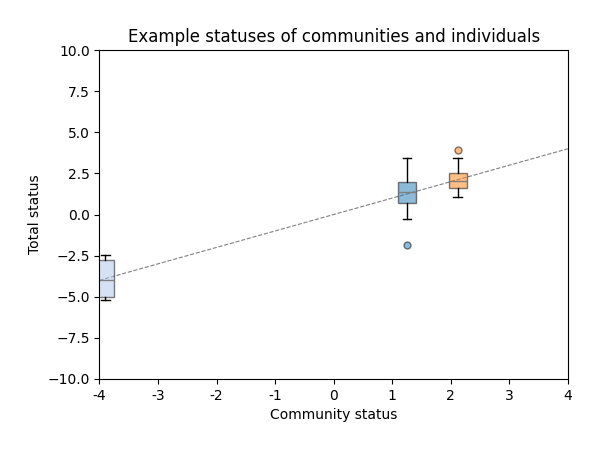 Example statuses of communities and individuals
10.0
7.5
5.0
2.5
0.0
−2.5
−5.0
−7.5
−10.0
Total status
-4 -3 -2 -1 0 1 2 3 4
Community status